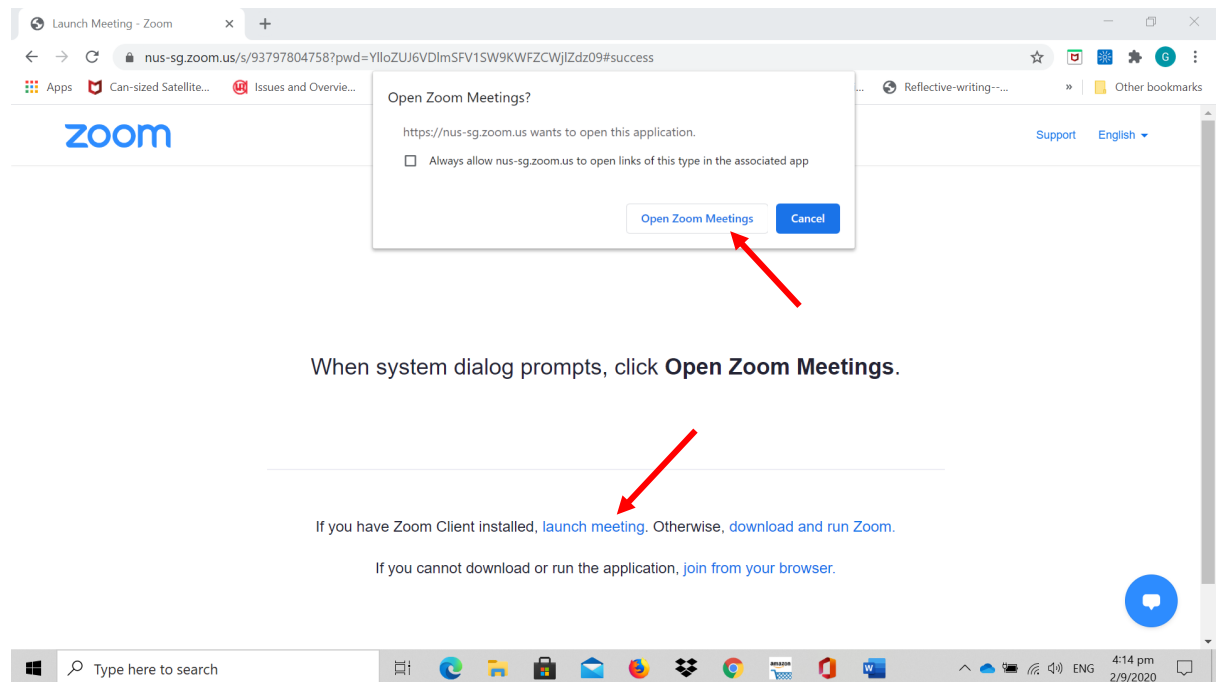 Launch Meeting - Zoom
nus-sg.zoom.us/s/93797804758?pwd=YlloZUJ6VDlmSFV1SW9KWFZCWjlZdz09#success
Apps Can-sized Satellite... Issues and Overvie... ... Reflective-writing--... » Other bookmarks
Open Zoom Meetings?
https://nus-sg.zoom.us wants to open this application.
Always allow nus-sg.zoom.us to open links of this type in the associated app
Open Zoom Meetings Cancel
zoom
Support English
When system dialog prompts, click Open Zoom Meetings.
If you have Zoom Client installed, launch meeting. Otherwise, download and run Zoom.
If you cannot download or run the application, join from your browser.
Type here to search
amazon
ENG
4:14 pm
2/9/2020